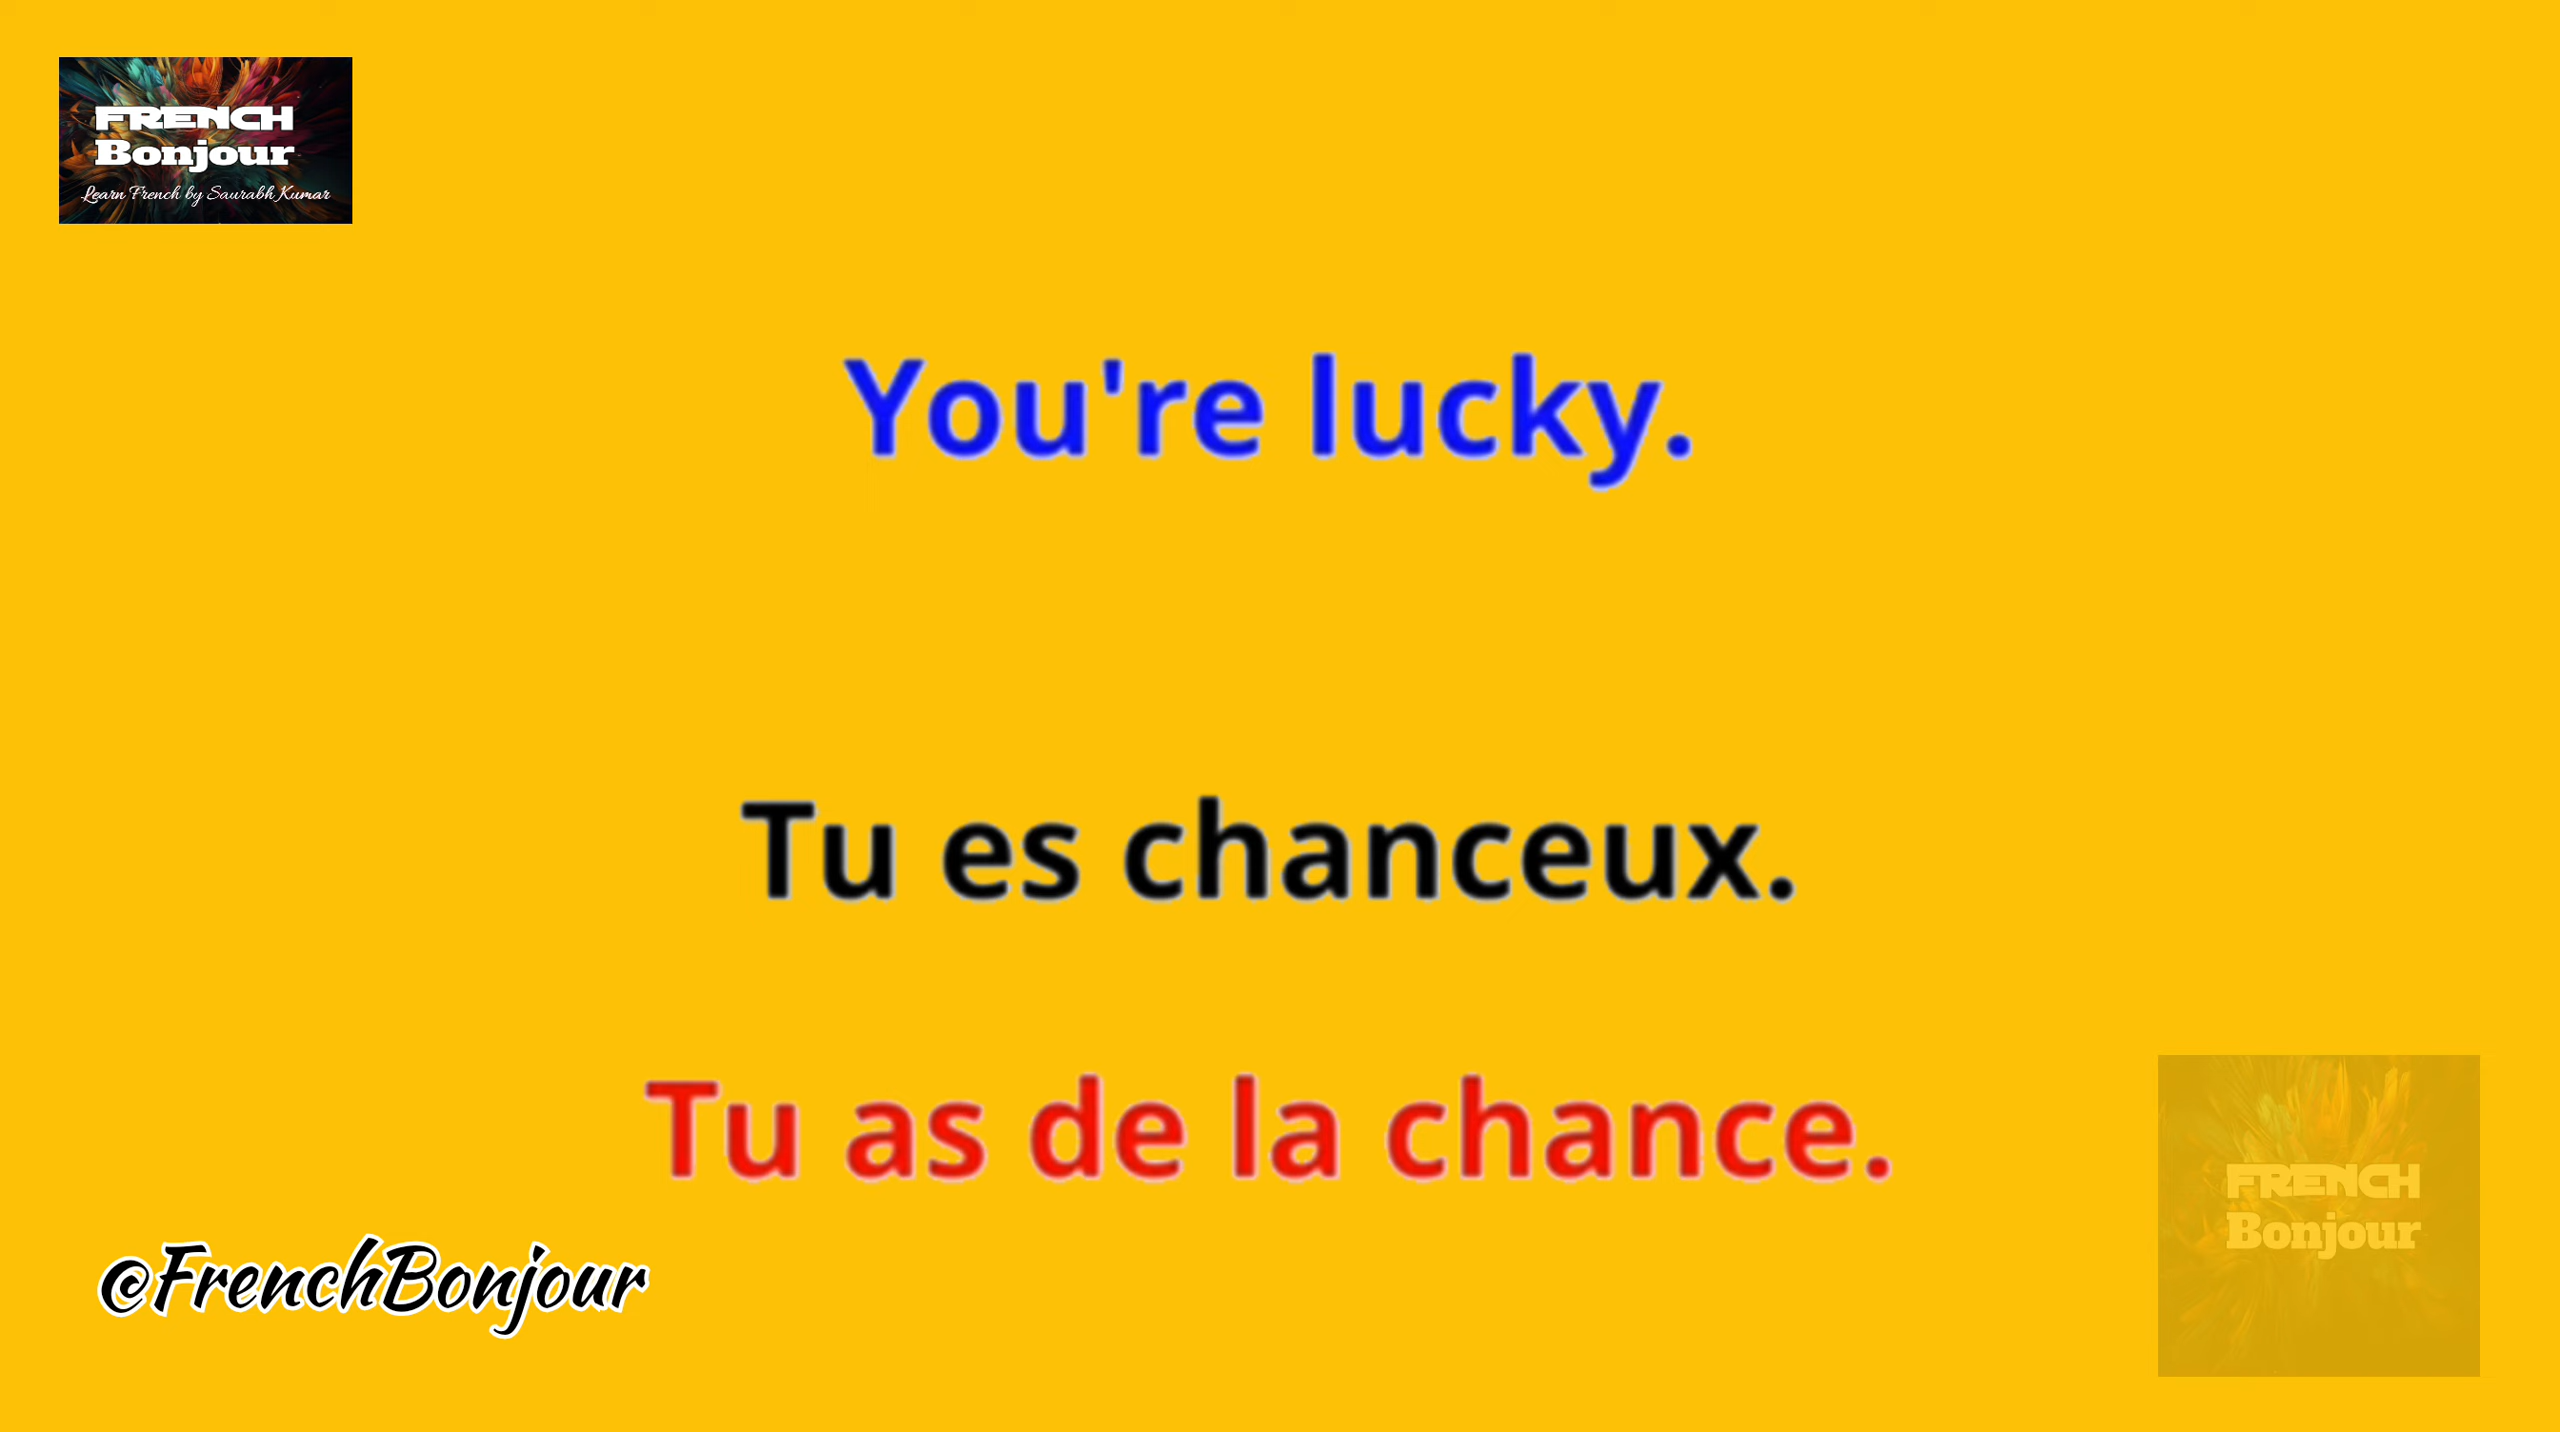 FRENCH
Bonjour
Learn French by Saurabh Kumar
You're lucky.
Tu es chanceux.
Tu as de la chance.
@FrenchBonjour
FRENCH
Bonjour